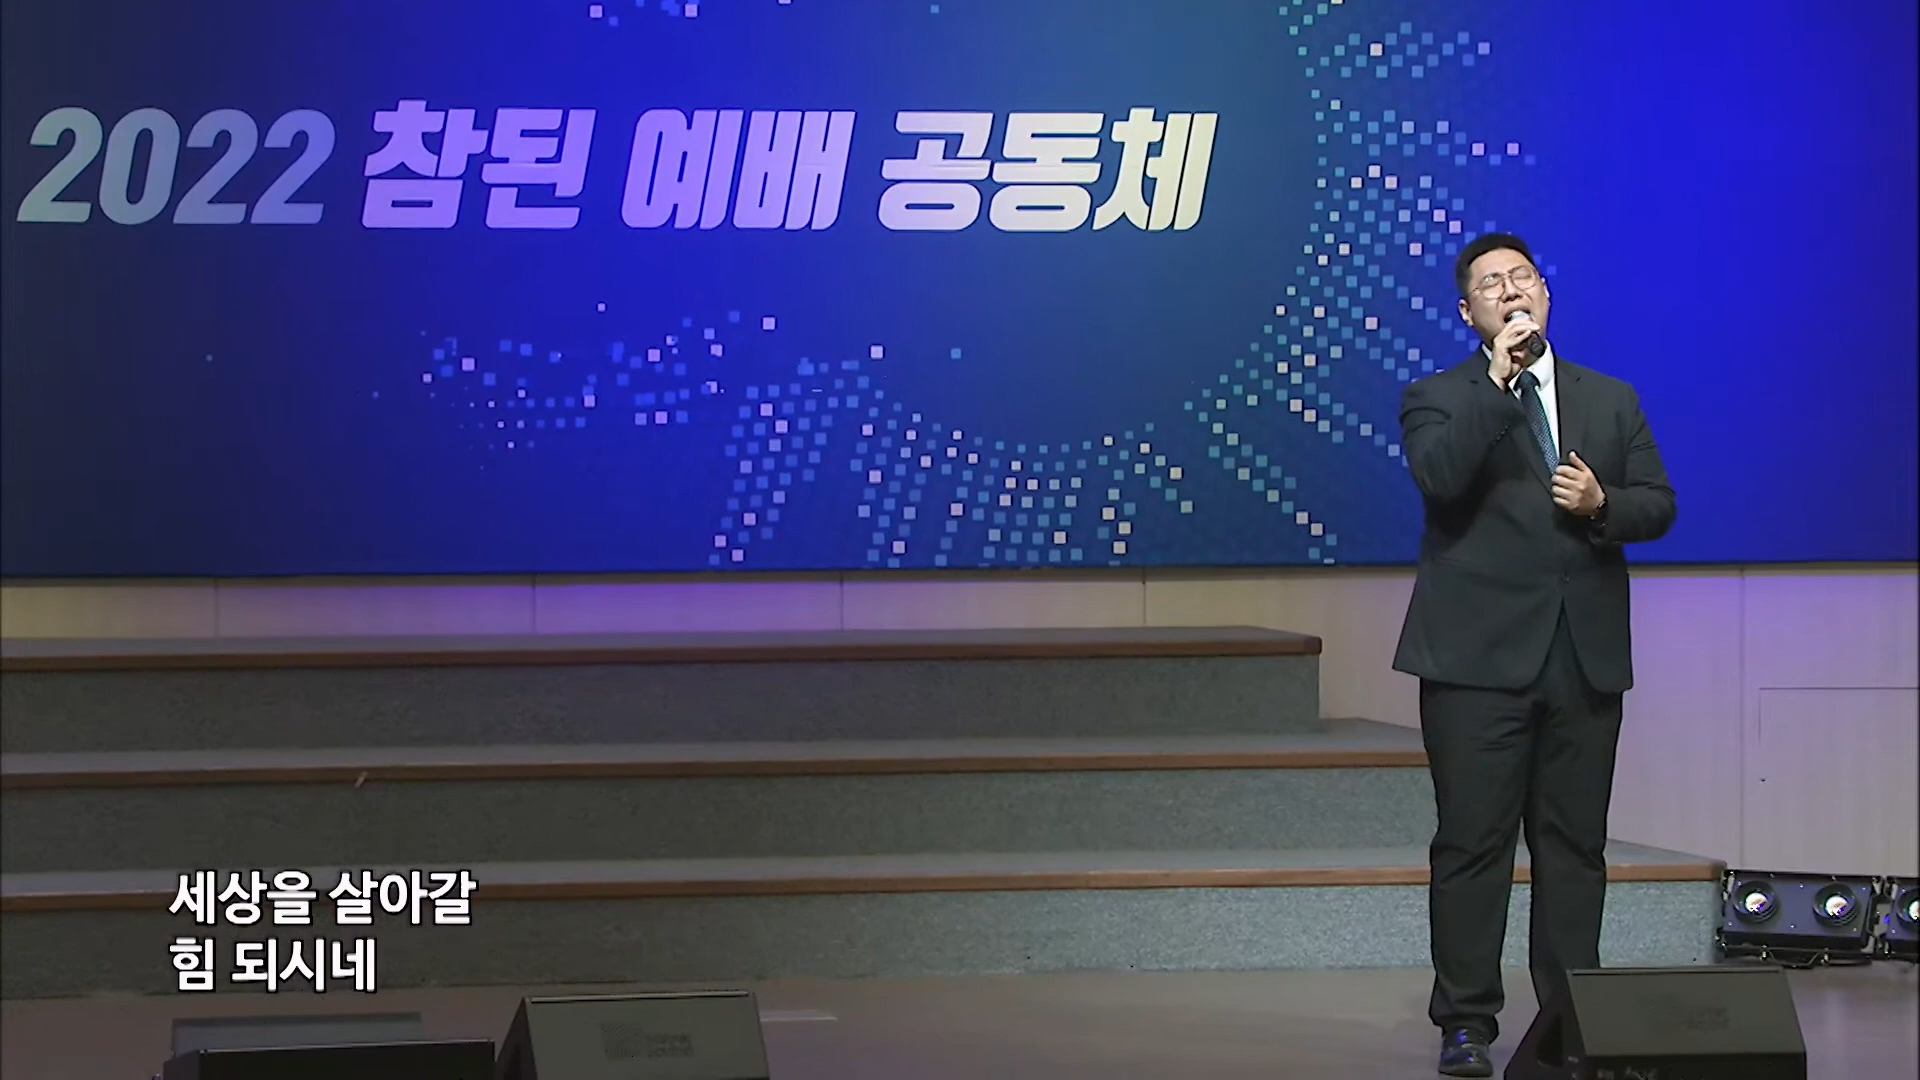 2022 참된 예배 공동체
세상을 살아갈
힘 되시네